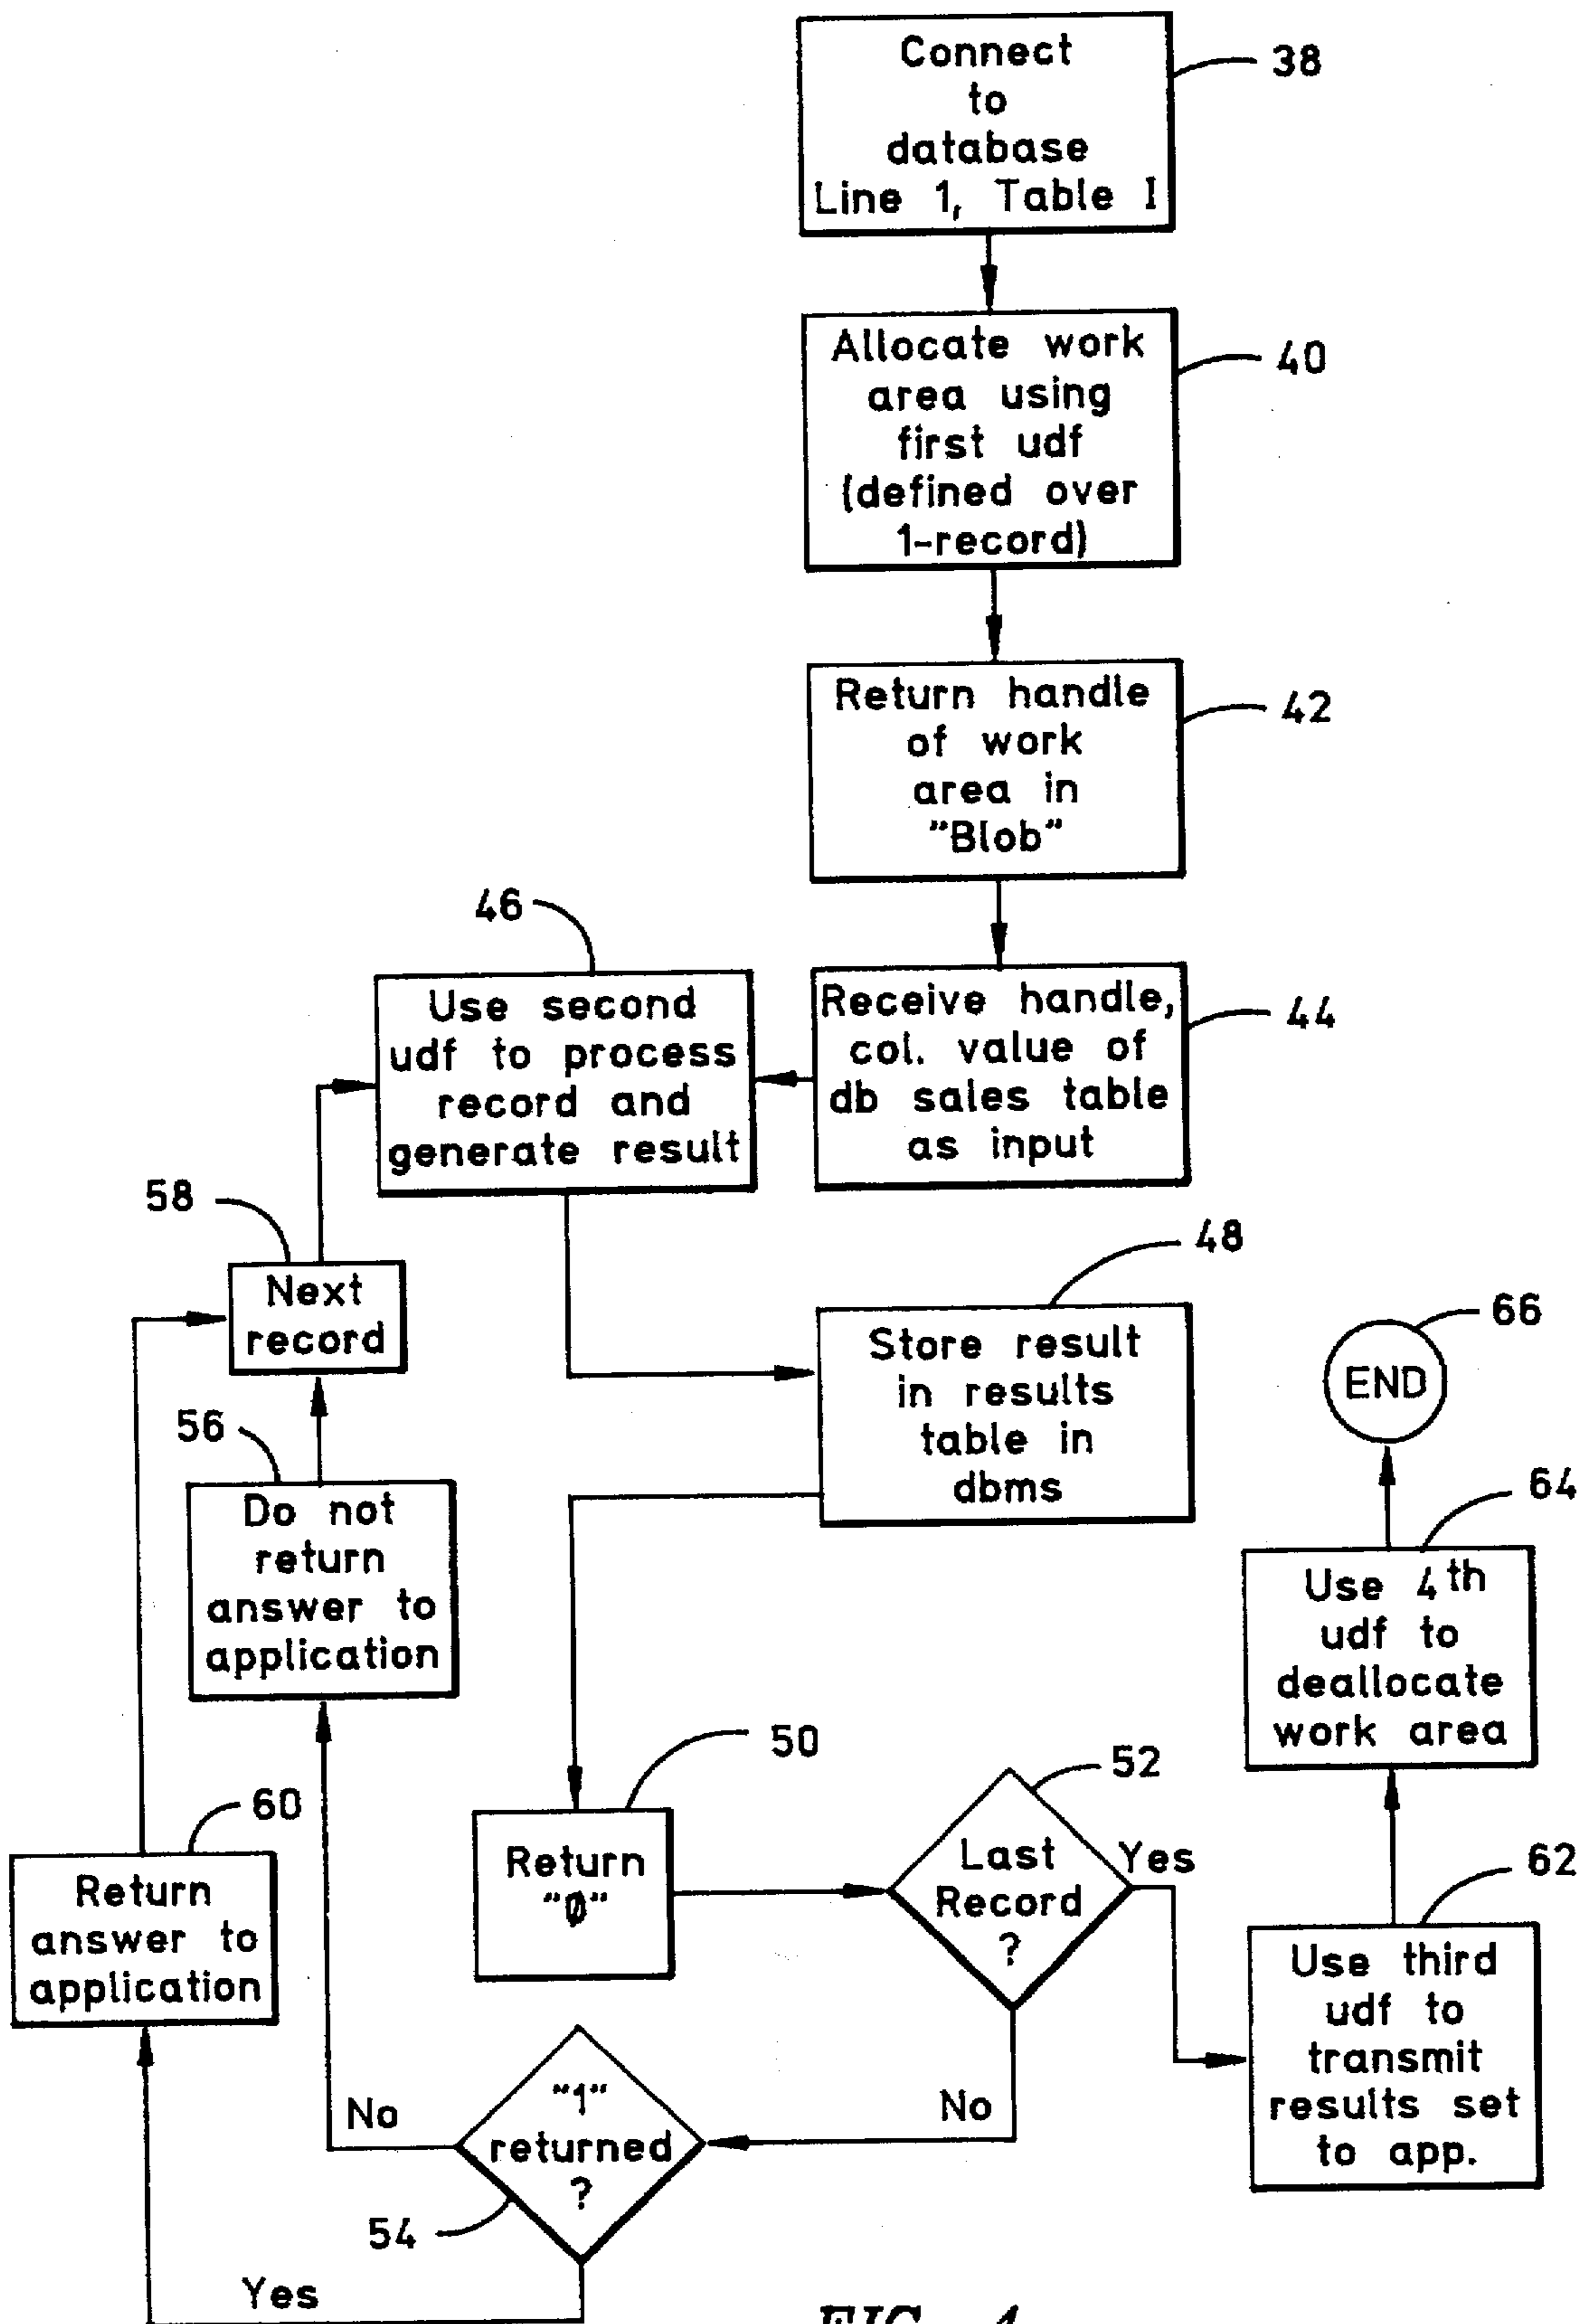 Connect
to
database
Line 1, Table I
38
Allocate work
area using
first udf
(defined over
1-record)
40
Return handle
of work
area in
"Blob"
42
46
Use second
udf to process
record and
generate result
Receive handle,
col. value of
db sales table
as input
44
58
Next
record
48
Store result
in results
table in
dbms
66
END
56
Do not
return
answer to
application
64
Use 4th
udf to
deallocate
work area
50
Return
"0"
52
Last
Record
?
Yes
60
Return
answer to
application
62
Use third
udf to
transmit
results set
to app.
No
"1"
returned
?
No
54
Yes